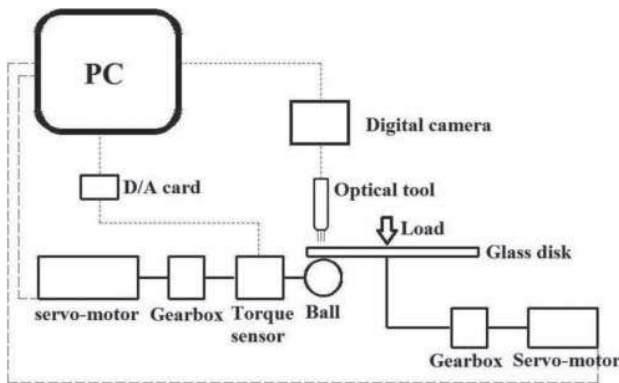 PC
Digital camera
D/A card
Optical tool
Load
Glass disk
servo-motor
Gearbox
Torque
sensor
Ball
Gearbox
Servo-motor